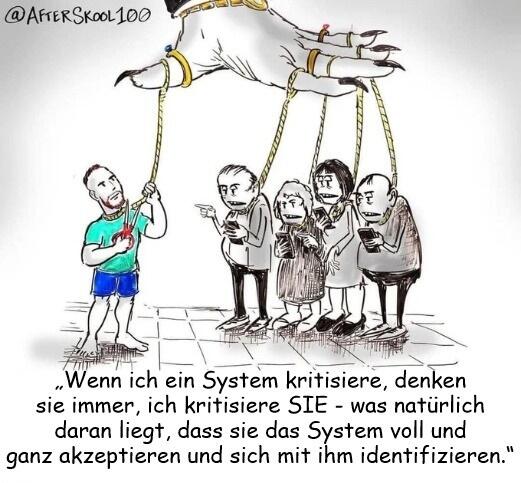 @AFTERSKOOL100
„Wenn ich ein System kritisiere, denken
sie immer, ich kritisiere SIE - was natürlich
daran liegt, dass sie das System voll und
ganz akzeptieren und sich mit ihm identifizieren.“